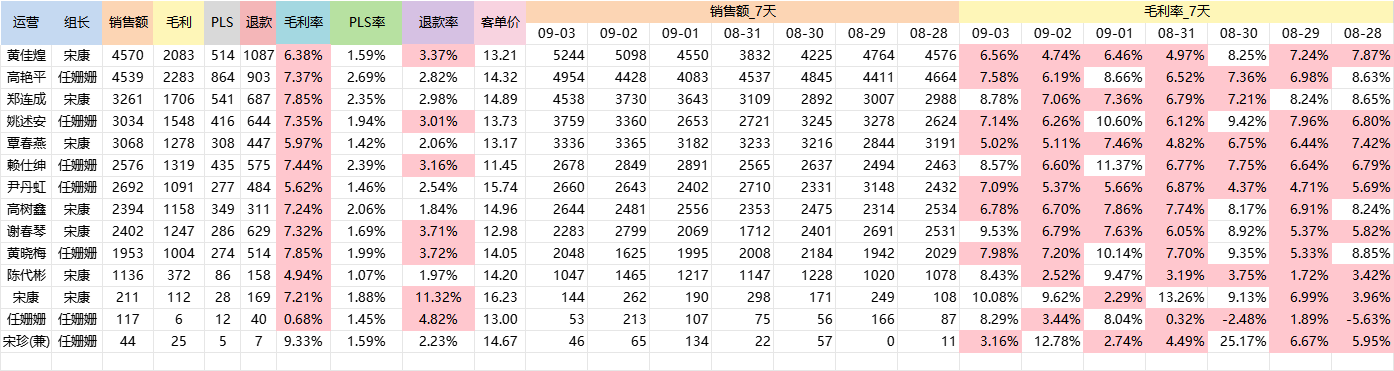 运营 组长 销售额 毛利 PLS 退款 毛利率 PLS率 退款率 客单价 销售额_7天 毛利率_7天
09-03 09-02 09-01 08-31 08-30 08-29 08-28 09-03 09-02 09-01 08-31 08-30 08-29 08-28
黄佳煌 宋康 4570 2083 514 1087 6.38% 1.59% 3.37% 13.21 5244 5098 4550 3832 4225 4764 4576 6.56% 4.74% 6.46% 4.97% 8.25% 7.24% 7.87%
高艳平 任姗姗 4539 2283 864 903 7.37% 2.69% 2.82% 14.32 4954 4428 4083 4537 4845 4411 4664 7.58% 6.19% 8.66% 6.52% 7.36% 6.98% 8.63%
郑连成 宋康 3261 1706 541 687 7.85% 2.35% 2.98% 14.89 4538 3730 3643 3109 2892 3007 2988 8.78% 7.06% 7.36% 6.79% 7.21% 8.24% 8.65%
姚述安 任姗姗 3034 1548 416 644 7.35% 1.94% 3.01% 13.73 3759 3360 2653 2721 3245 3278 2624 7.14% 6.26% 10.60% 6.12% 9.42% 7.96% 6.80%
覃春燕 宋康 3068 1278 308 447 5.97% 1.42% 2.06% 13.17 3336 3365 3182 3233 3216 2844 3191 5.02% 5.11% 7.46% 4.82% 6.75% 6.44% 7.42%
赖仕绅 任姗姗 2576 1319 435 575 7.44% 2.39% 3.16% 11.45 2678 2849 2891 2565 2637 2494 2463 8.57% 6.60% 11.37% 6.77% 7.75% 6.64% 6.79%
尹丹虹 任姗姗 2692 1091 277 484 5.62% 1.46% 2.54% 15.74 2660 2643 2402 2710 2331 3148 2432 7.09% 5.37% 5.66% 6.87% 4.37% 4.71% 5.69%
高树鑫 宋康 2394 1158 349 311 7.24% 2.06% 1.84% 14.96 2644 2481 2556 2353 2475 2314 2534 6.78% 6.70% 7.86% 7.74% 8.17% 6.91% 8.24%
谢春琴 宋康 2402 1247 286 629 7.32% 1.69% 3.71% 12.98 2283 2799 2069 1712 2401 2691 2531 9.53% 6.79% 7.63% 6.05% 8.92% 5.37% 5.82%
黄晓梅 任姗姗 1953 1004 274 514 7.85% 1.99% 3.72% 14.05 2048 1625 1995 2008 2184 1942 2029 7.98% 7.20% 10.14% 7.70% 9.35% 5.33% 8.85%
陈代彬 宋康 1136 372 86 158 4.94% 1.07% 1.97% 14.20 1047 1465 1217 1147 1228 1020 1078 8.43% 2.52% 9.47% 3.19% 3.75% 1.72% 3.42%
宋康 宋康 211 112 28 169 7.21% 1.88% 11.32% 16.23 144 262 190 298 171 249 108 10.08% 9.62% 2.29% 13.26% 9.13% 6.99% 3.96%
任姗姗 任姗姗 117 6 12 40 0.68% 1.45% 4.82% 13.00 53 213 107 75 56 166 87 8.29% 3.44% 8.04% 0.32% -2.48% 1.89% -5.63%
宋珍(兼) 任姗姗 44 25 5 7 9.33% 1.59% 2.23% 14.67 46 65 134 22 57 0 11 3.16% 12.78% 2.74% 4.49% 25.17% 6.67% 5.95%